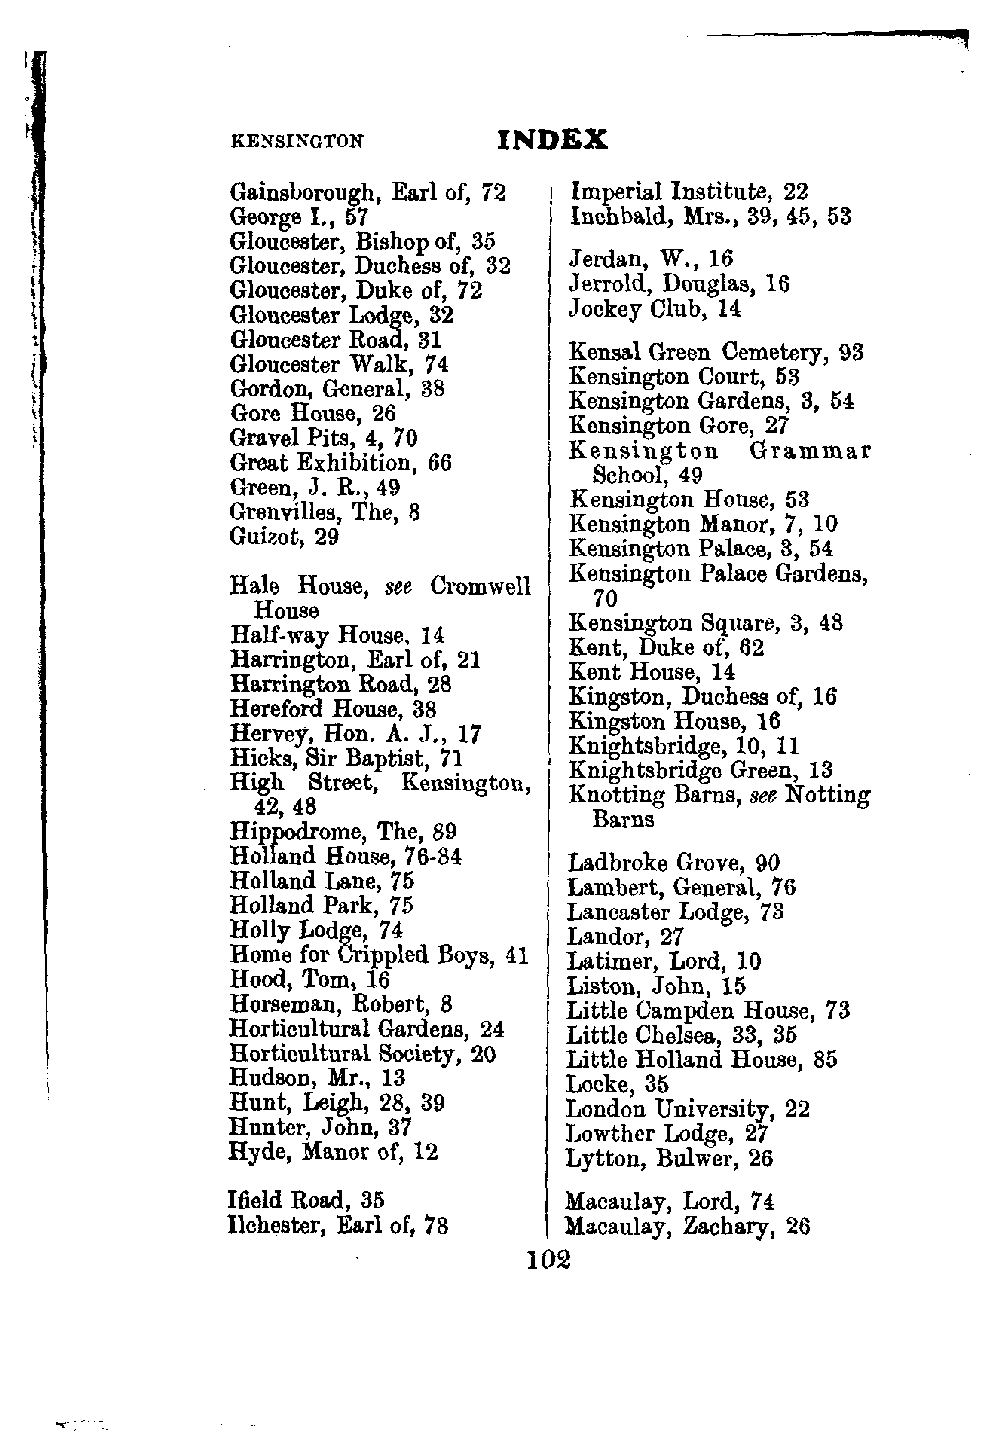 KENSINGTON INDEX
Gainsborough, Earl of, 72
George I., 57
Gloucester, Bishop of, 35
Gloucester, Duchess of, 32
Gloucester, Duke of, 72
Gloucester Lodge, 32
Gloucester Road, 31
Gloucester Walk, 74
Gordon, General, 38
Gore House, 26
Gravel Pits, 4, 70
Great Exhibition, 66
Green, J. R., 49
Grenvilles, The, 8
Guizot, 29
Hale House, see Cromwell
House
Half-way House, 14
Harrington, Earl of, 21
Harrington Road, 28
Hereford House, 38
Hervey, Hon. A. J., 17
Hicks, Sir Baptist, 71
High Street, Kensington,
42, 48
Hippodrome, The, 89
Holland House, 76-84
Holland Lane, 75
Holland Park, 75
Holly Lodge, 74
Home for Crippled Boys, 41
Hood, Tom, 16
Horseman, Robert, 8
Horticultural Gardens, 24
Horticultural Society, 20
Hudson, Mr., 13
Hunt, Leigh, 28, 39
Hunter, John, 37
Hyde, Manor of, 12
Ifield Road, 35
Ilchester, Earl of, 78
Imperial Institute, 22
Inchbald, Mrs., 39, 45, 53
Jerdan, W., 16
Jerrold, Douglas, 16
Jockey Club, 14
Kensal Green Cemetery, 93
Kensington Court, 53
Kensington Gardens, 3, 54
Kensington Gore, 27
Kensington Grammar
School, 49
Kensington House, 53
Kensington Manor, 7, 10
Kensington Palace, 3, 54
Kensington Palace Gardens,
70
Kensington Square, 3, 48
Kent, Duke of, 62
Kent House, 14
Kingston, Duchess of, 16
Kingston House, 16
Knightsbridge, 10, 11
Knightsbridge Green, 13
Knotting Barns, see Notting
Barns
Ladbroke Grove, 90
Lambert, General, 76
Lancaster Lodge, 73
Landor, 27
Latimer, Lord, 10
Liston, John, 15
Little Campden House, 73
Little Chelsea, 33, 35
Little Holland House, 85
Locke, 35
London University, 22
Lowther Lodge, 27
Lytton, Bulwer, 26
Macaulay, Lord, 74
Macaulay, Zachary, 26
102